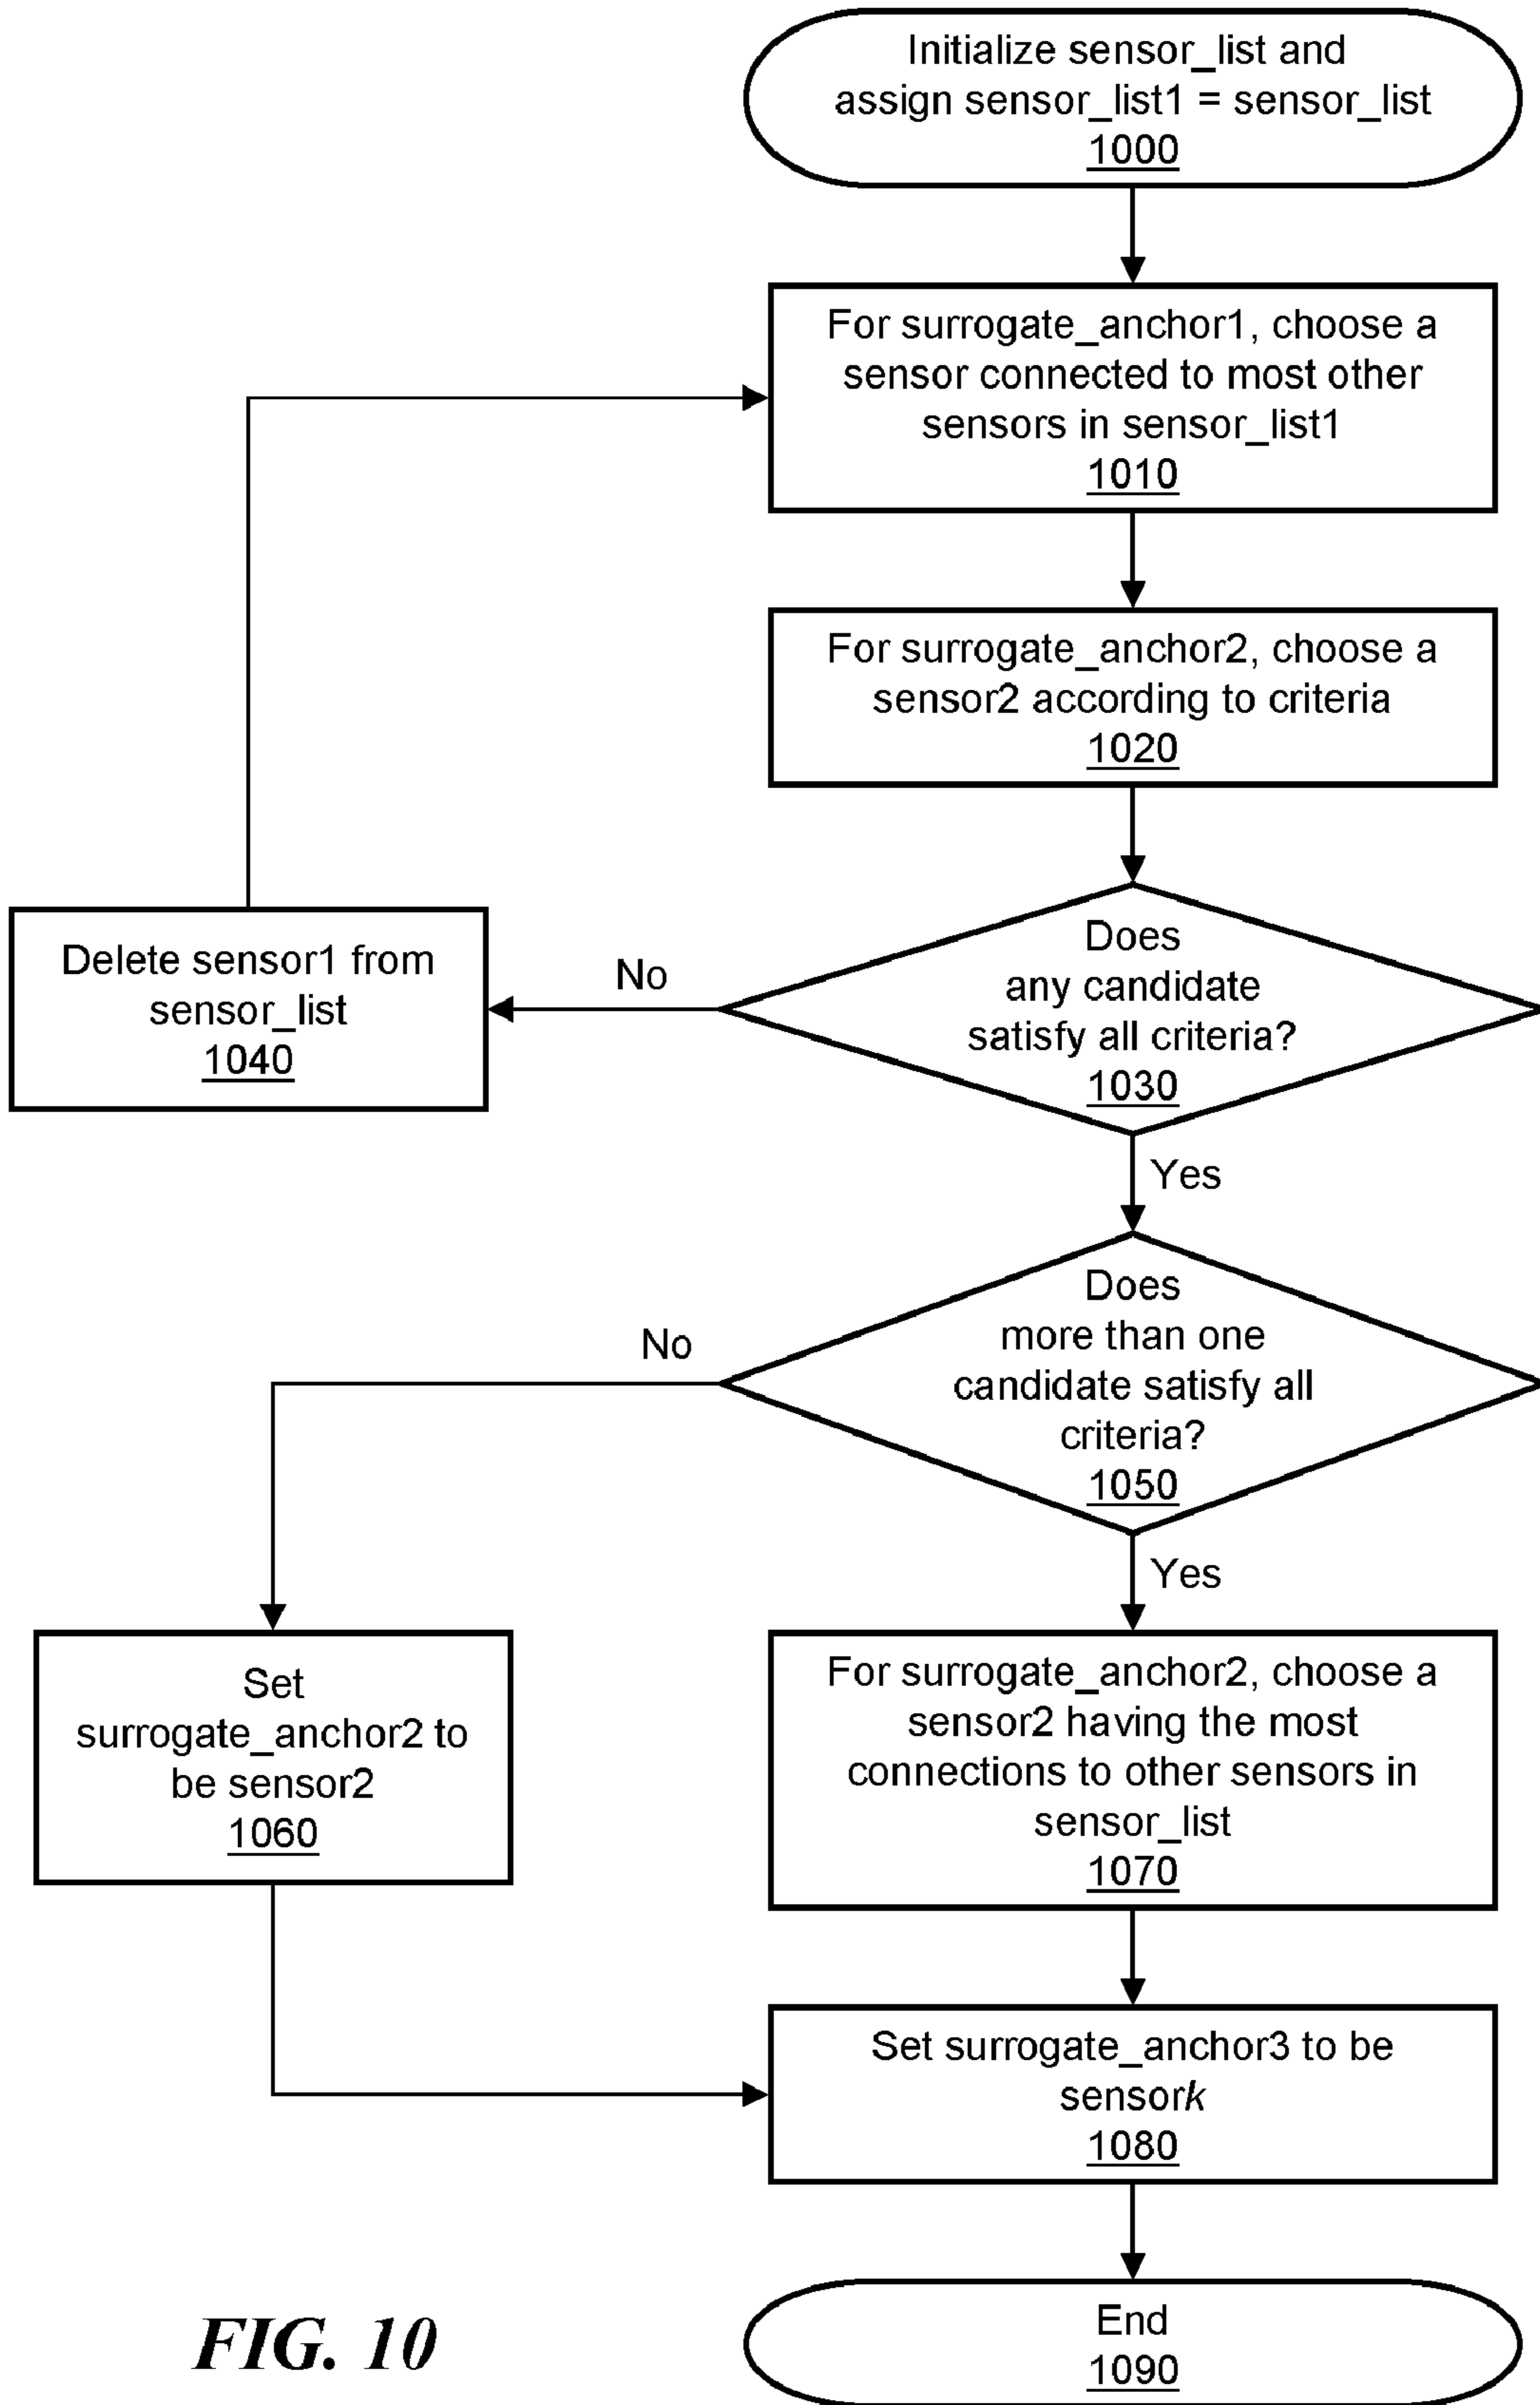 Initialize sensor_list and
assign sensor_list1 = sensor_list
1000
For surrogate_anchor1, choose a
sensor connected to most other
sensors in sensor_list1
1010
For surrogate_anchor2, choose a
sensor2 according to criteria
1020
Does
any candidate
satisfy all criteria?
1030
No
Delete sensor1 from
sensor_list
1040
Yes
Does
more than one
candidate satisfy all
criteria?
1050
No
Yes
Set
surrogate_anchor2 to
be sensor2
1060
For surrogate_anchor2, choose a
sensor2 having the most
connections to other sensors in
sensor_list
1070
Set surrogate_anchor3 to be
sensork
1080
End
1090
FIG. 10